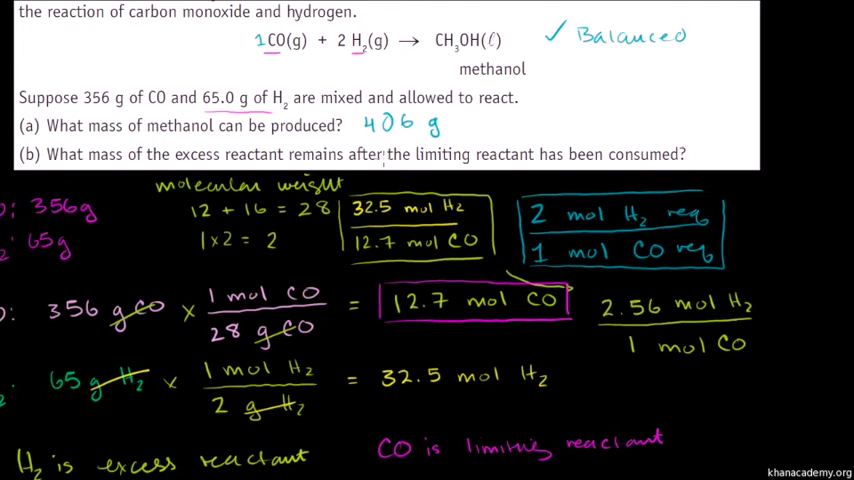 the reaction of carbon monoxide and hydrogen.
1CO(g) + 2 H₂(g) → CH₃OH(ℓ) ✓ Balanced
methanol
Suppose 356 g of CO and 65.0 g of H₂ are mixed and allowed to react.
(a) What mass of methanol can be produced? 406 g
(b) What mass of the excess reactant remains after the limiting reactant has been consumed?
molecular weight
O: 356g 12 + 16 = 28 32.5 mol H₂ 2 mol H₂ req
₂: 65g 1×2 = 2 12.7 mol CO 1 mol CO req
O: 356 g CO × 1 mol CO / 28 g CO = 12.7 mol CO 2.56 mol H₂ / 1 mol CO
₂: 65 g H₂ × 1 mol H₂ / 2 g H₂ = 32.5 mol H₂
H₂ is excess reactant CO is limiting reactant
khanacademy.org